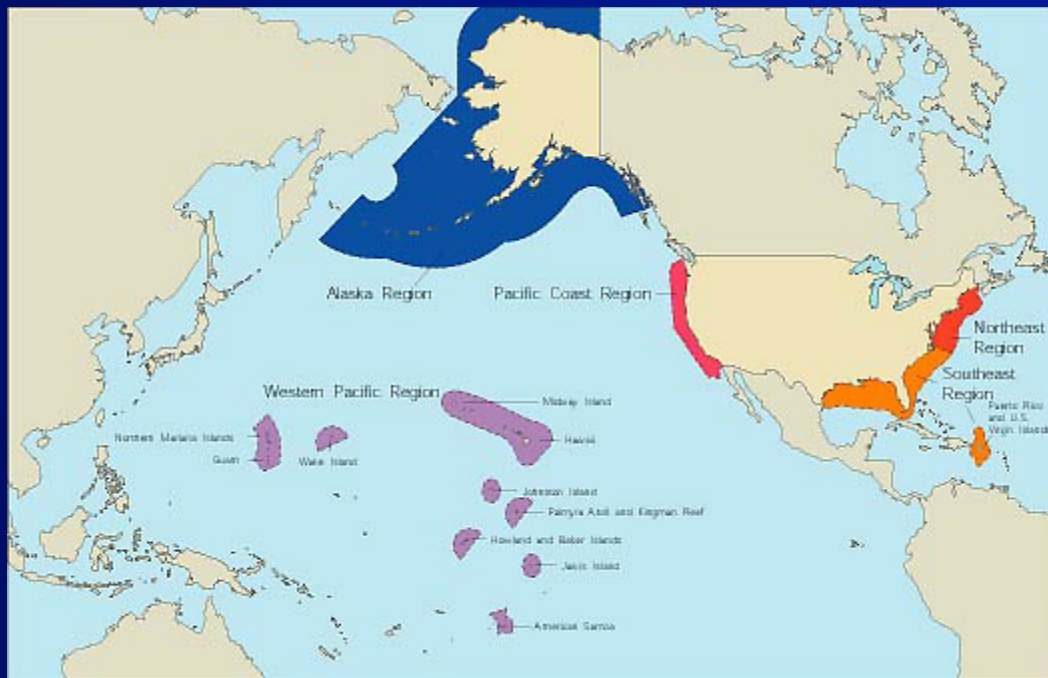 Alaska Region
Pacific Coast Region
Northeast
Region
Southeast
Region
Puerto Rico
and U.S.
Virgin Islands
Western Pacific Region
Midway Island
Northern Mariana Islands
Hawaii
Guam
Wake Island
Johnston Island
Palmyra Atoll and Kingman Reef
Howland and Baker Islands
Jarvis Island
American Samoa